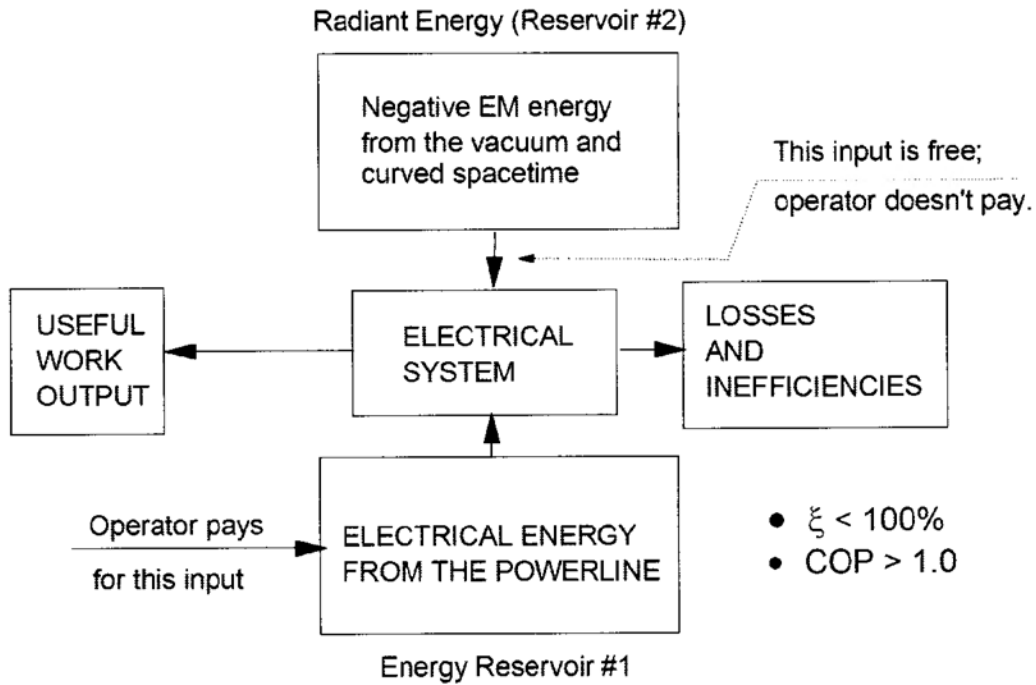 Radiant Energy (Reservoir #2)
Negative EM energy
from the vacuum and
curved spacetime
This input is free;
operator doesn't pay.
USEFUL
WORK
OUTPUT
ELECTRICAL
SYSTEM
LOSSES
AND
INEFFICIENCIES
Operator pays
for this input
ELECTRICAL ENERGY
FROM THE POWERLINE
• ξ < 100%
• COP > 1.0
Energy Reservoir #1